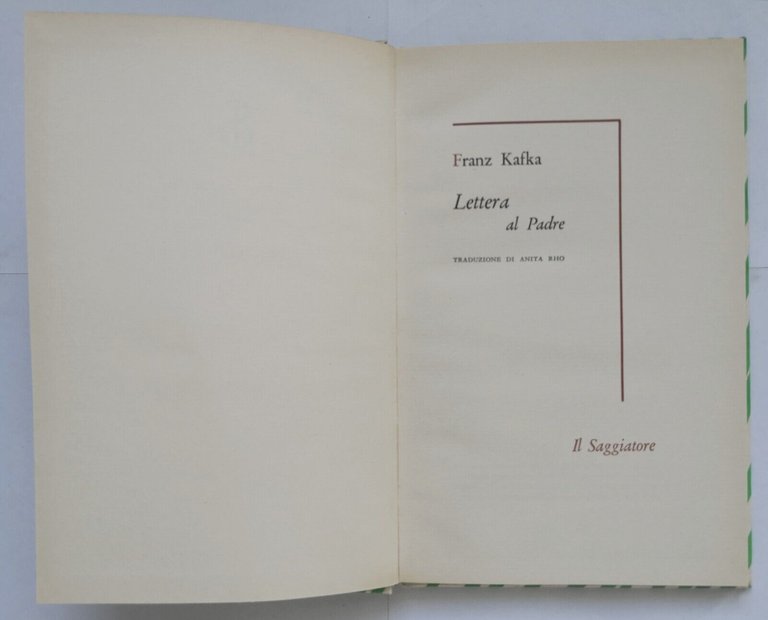 Franz Kafka
Lettera
al Padre
TRADUZIONE DI ANITA RHO
Il Saggiatore